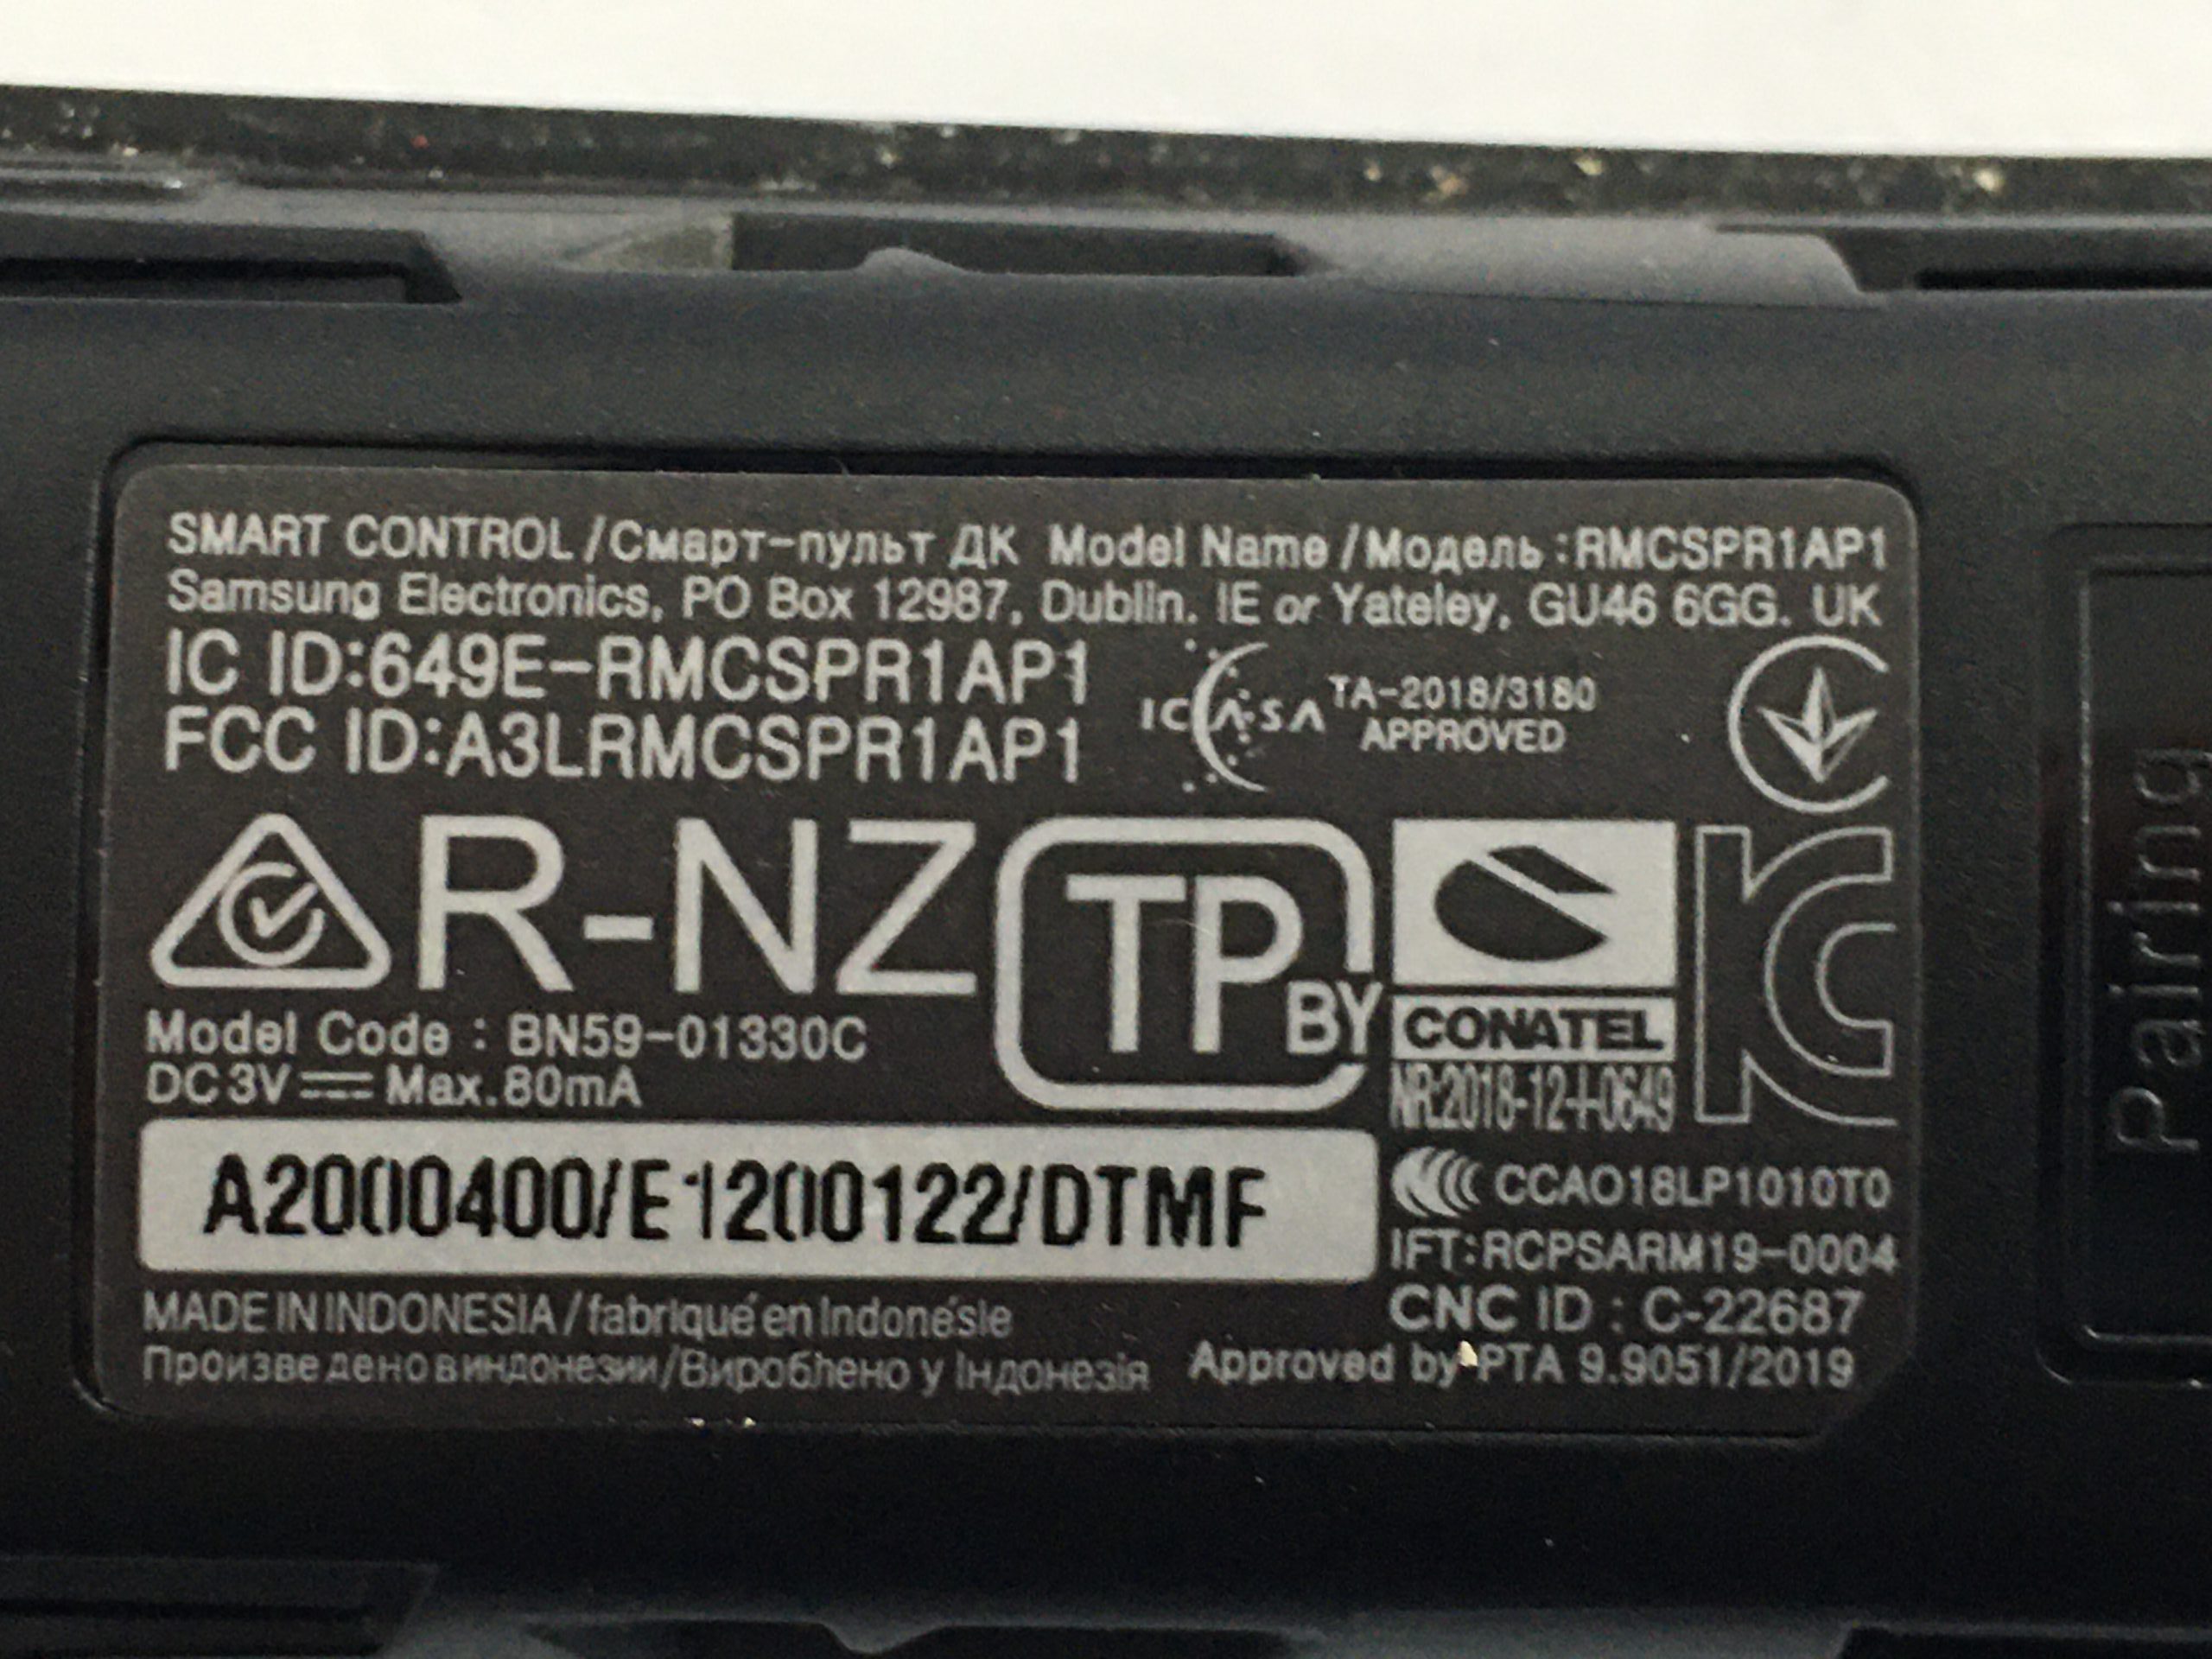 SMART CONTROL/Смарт-пульт ДК Model Name/Модель:RMCSPR1AP1
Samsung Electronics, PO Box 12987, Dublin. IE or Yateley, GU46 6GG. UK
IC ID:649E-RMCSPR1AP1
FCC ID:A3LRMCSPR1AP1
ICASA TA-2018/3180
APPROVED
R-NZ
TP BY
CONATEL
NR:2018-12-I-0649
Model Code : BN59-01330C
DC 3V Max.80mA
A2000400/E1200122/DTMF
CCAO18LP1010T0
IFT:RCPSARM19-0004
CNC ID : C-22687
MADE IN INDONESIA/fabriqué en Indonésie
Произведено в индонезии/Вироблено у Індонезія
Approved by PTA 9.9051/2019
Pairing